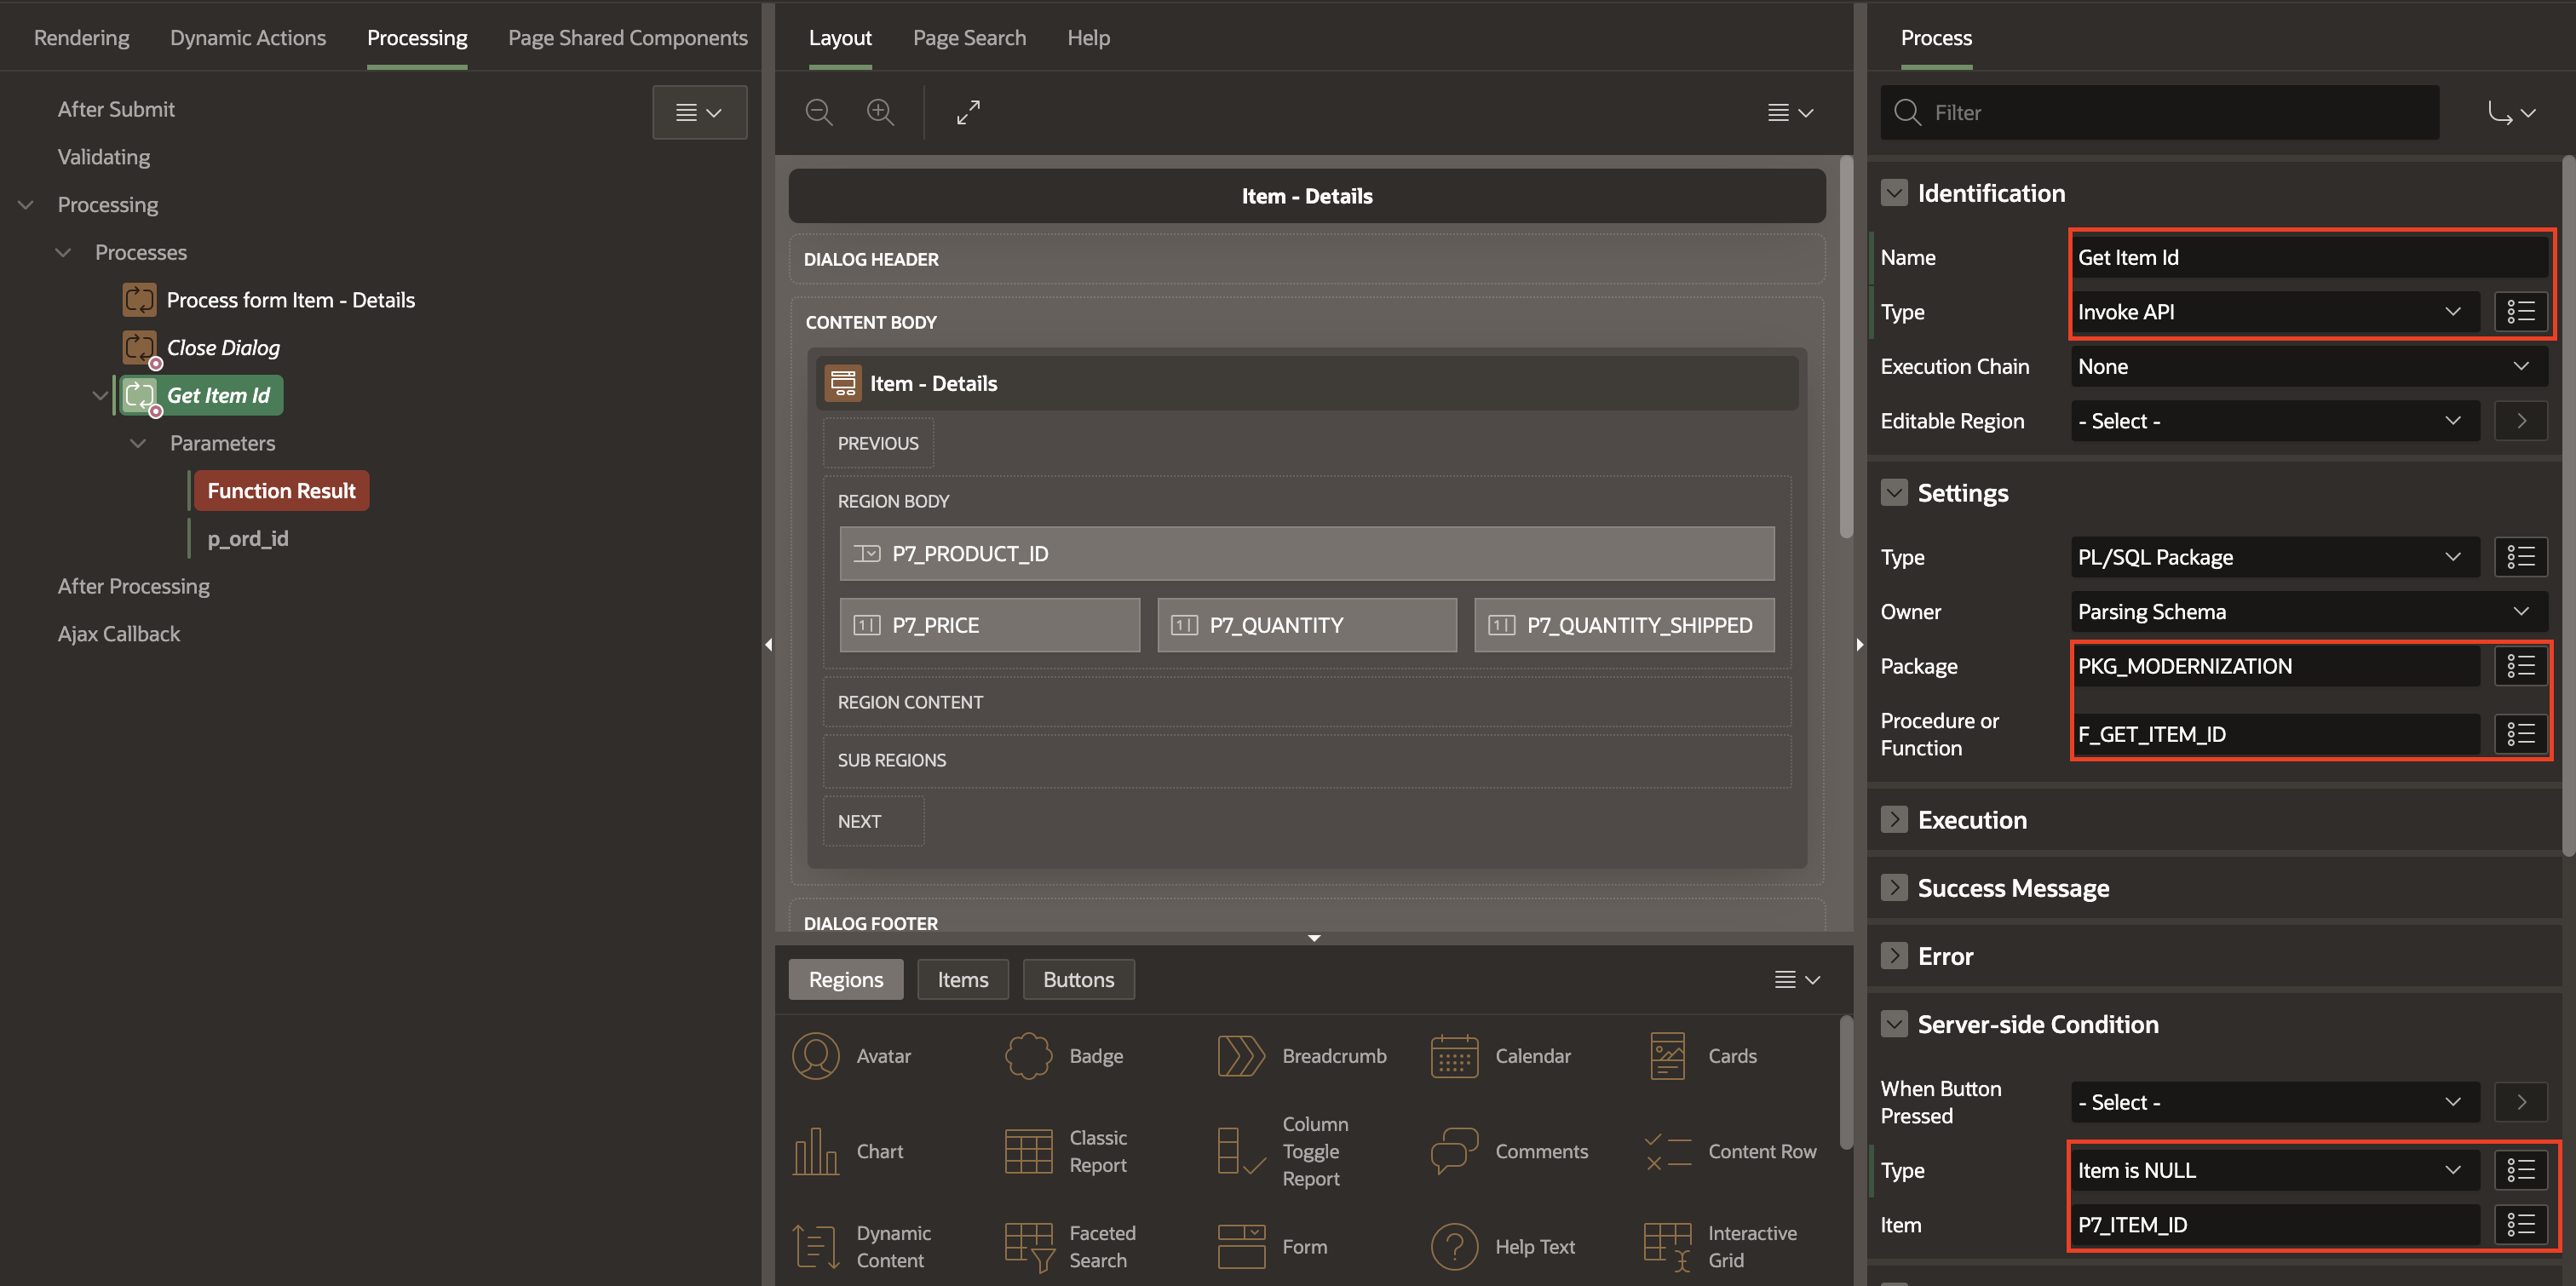 Rendering
Dynamic Actions
Processing
Page Shared Components
After Submit
Validating
Processing
Processes
Process form Item - Details
Close Dialog
Get Item Id
Parameters
Function Result
p_ord_id
After Processing
Ajax Callback
Layout
Page Search
Help
Item - Details
DIALOG HEADER
CONTENT BODY
Item - Details
PREVIOUS
REGION BODY
P7_PRODUCT_ID
P7_PRICE
P7_QUANTITY
P7_QUANTITY_SHIPPED
REGION CONTENT
SUB REGIONS
NEXT
DIALOG FOOTER
Regions
Items
Buttons
Avatar
Badge
Breadcrumb
Calendar
Cards
Chart
Classic
Report
Column
Toggle
Report
Comments
Content Row
Dynamic
Content
Faceted
Search
Form
Help Text
Interactive
Grid
Process
Filter
Identification
Name
Get Item Id
Type
Invoke API
Execution Chain
None
Editable Region
- Select -
Settings
Type
PL/SQL Package
Owner
Parsing Schema
Package
PKG_MODERNIZATION
Procedure or
Function
F_GET_ITEM_ID
Execution
Success Message
Error
Server-side Condition
When Button
Pressed
- Select -
Type
Item is NULL
Item
P7_ITEM_ID